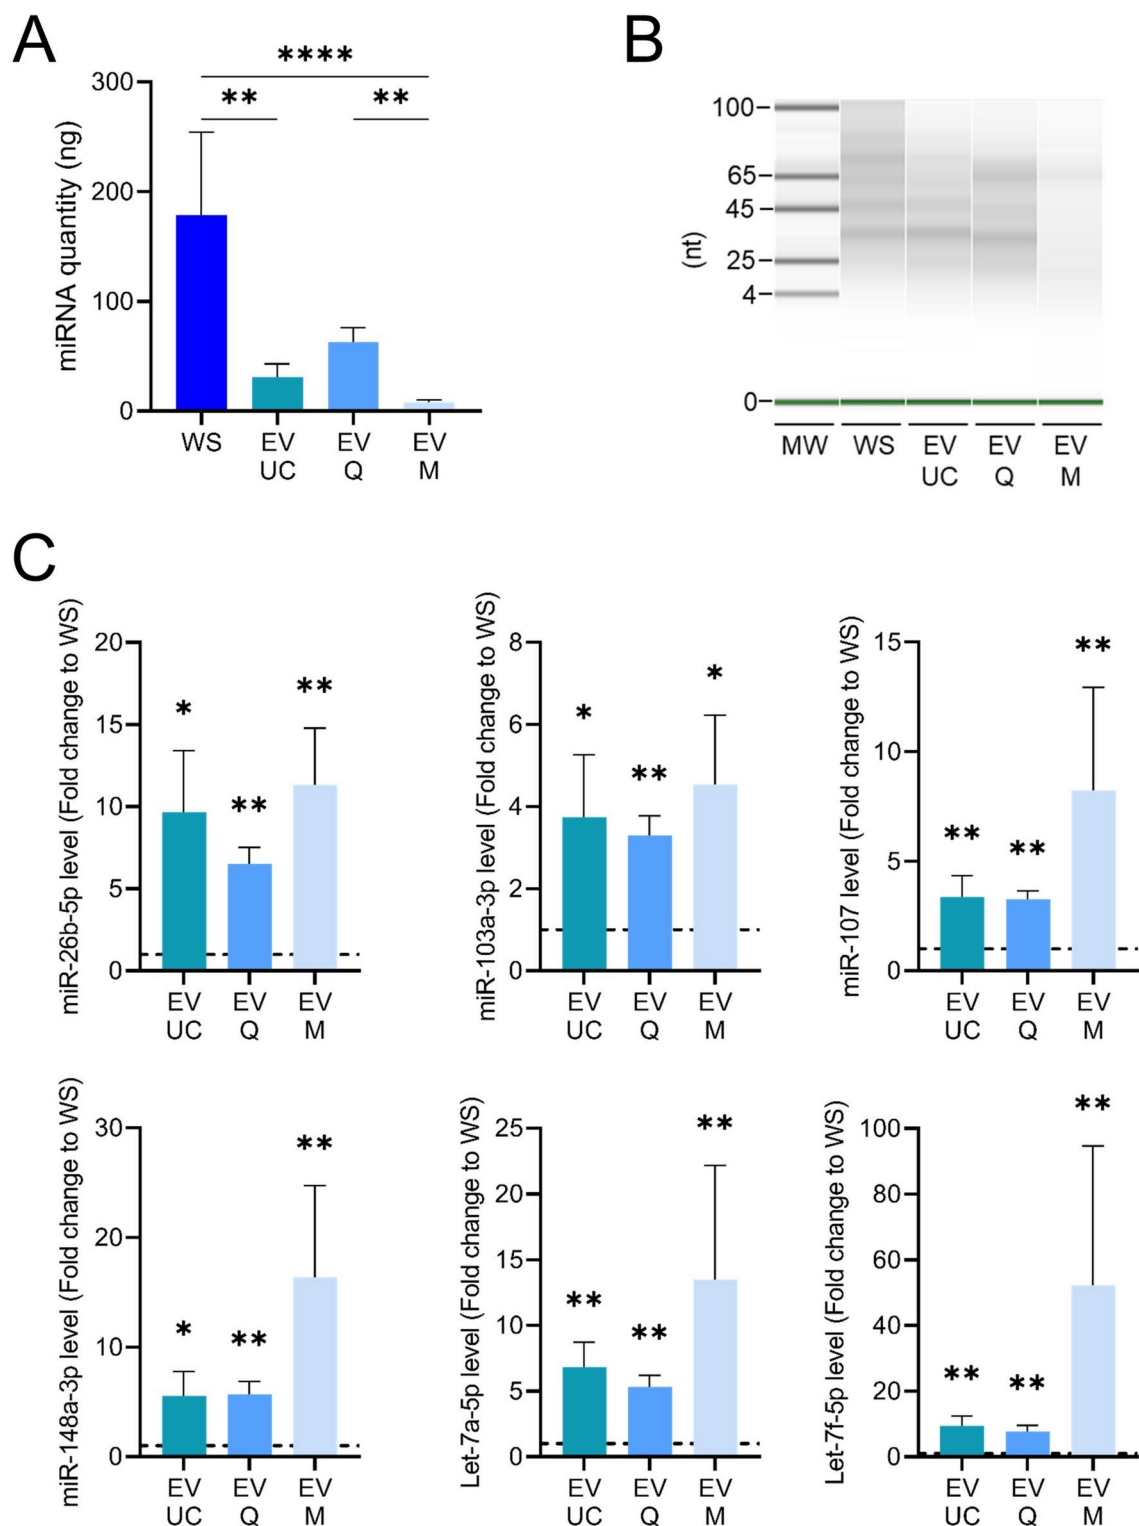 A
miRNA quantity (ng)
300
200
100
0
****
**
**
WS
EV
UC
EV
Q
EV
M
B
(nt)
100
65
45
25
4
0
MW
WS
EV
UC
EV
Q
EV
M
C
miR-26b-5p level (Fold change to WS)
20
15
10
5
0
*
**
**
EV
UC
EV
Q
EV
M
miR-103a-3p level (Fold change to WS)
8
6
4
2
0
*
**
*
EV
UC
EV
Q
EV
M
miR-107 level (Fold change to WS)
15
10
5
0
**
**
**
EV
UC
EV
Q
EV
M
miR-148a-3p level (Fold change to WS)
30
20
10
0
*
**
**
EV
UC
EV
Q
EV
M
Let-7a-5p level (Fold change to WS)
25
20
15
10
5
0
**
**
**
EV
UC
EV
Q
EV
M
Let-7f-5p level (Fold change to WS)
100
80
60
40
20
0
**
**
**
EV
UC
EV
Q
EV
M